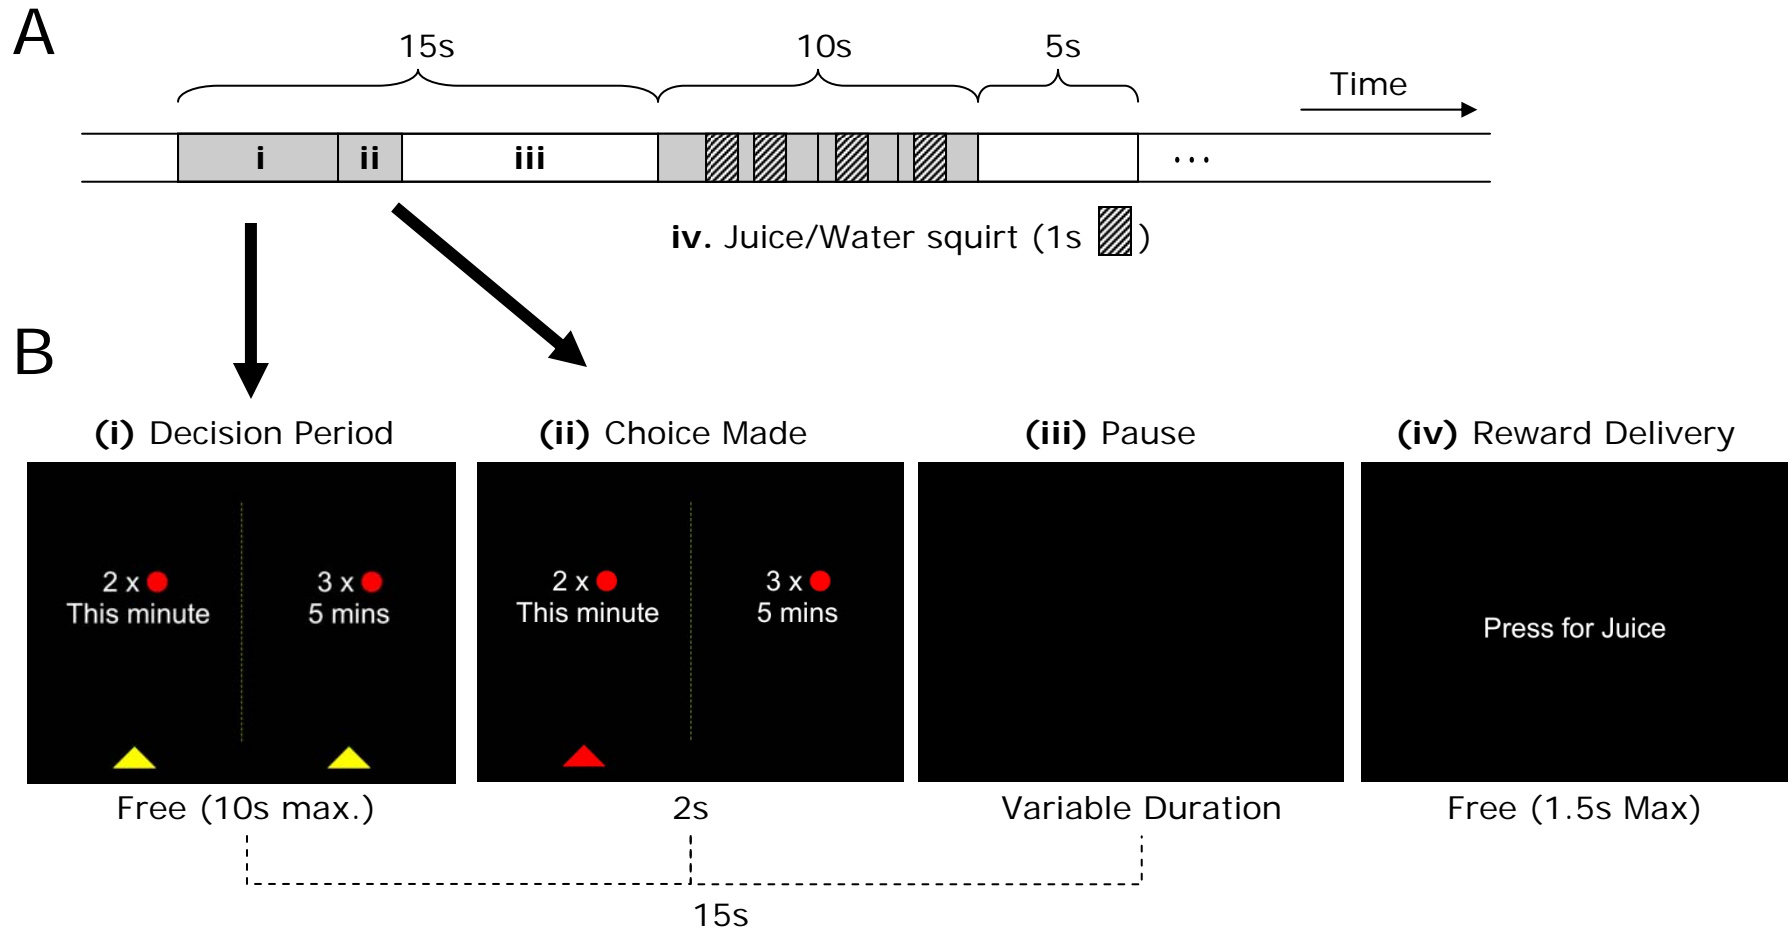 A
15s 10s 5s
Time
i ii iii ...
iv. Juice/Water squirt (1s )
B
(i) Decision Period (ii) Choice Made (iii) Pause (iv) Reward Delivery
2 x 3 x 2 x 3 x
This minute 5 mins This minute 5 mins
Press for Juice
Free (10s max.) 2s Variable Duration Free (1.5s Max)
15s